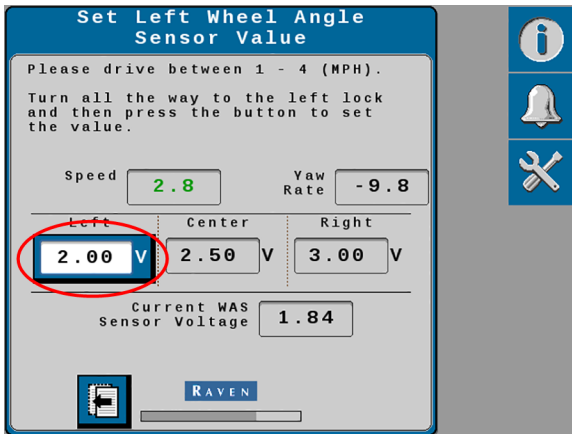 Set Left Wheel Angle
Sensor Value
Please drive between 1 - 4 (MPH).
Turn all the way to the left lock
and then press the button to set
the value.
Speed 2.8 Yaw Rate -9.8
Left Center Right
2.00 V 2.50 V 3.00 V
Current WAS
Sensor Voltage 1.84
RAVEN